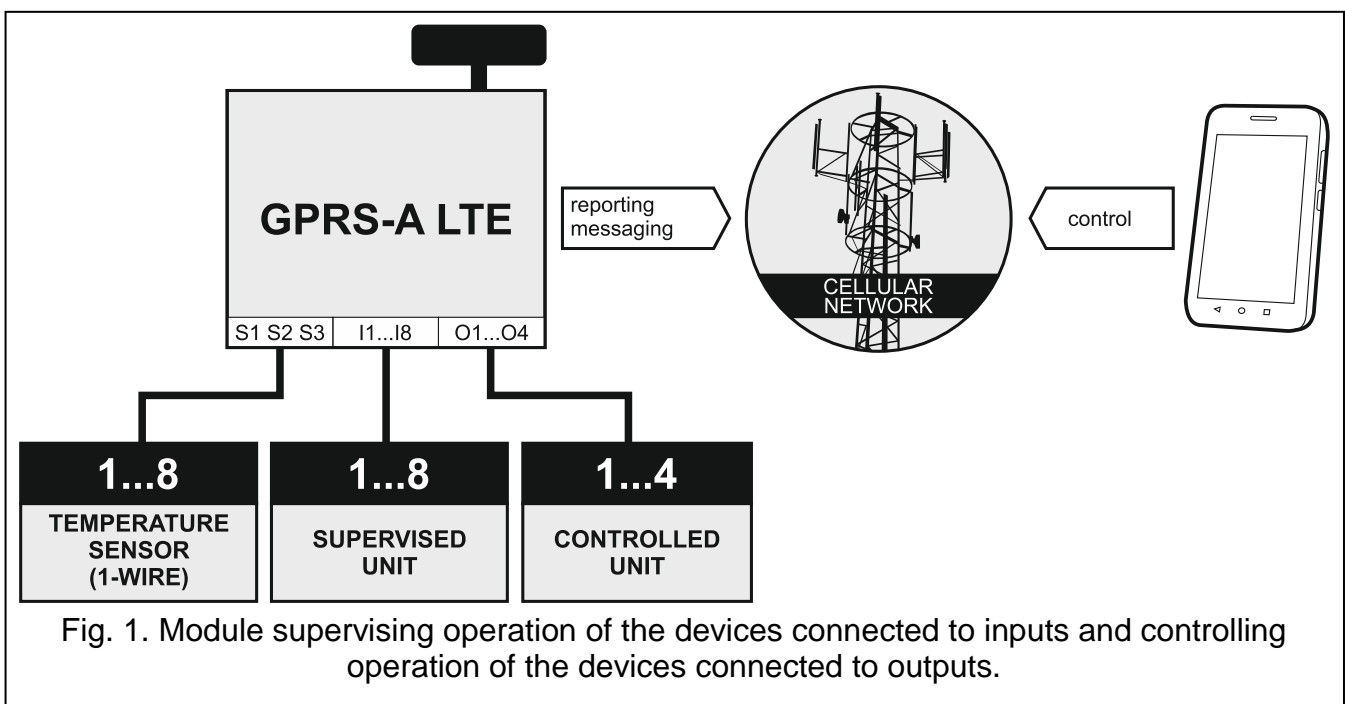 GPRS-A LTE
S1 S2 S3
I1...I8
O1...O4
reporting
messaging
CELLULAR
NETWORK
control
1...8
TEMPERATURE
SENSOR
(1-WIRE)
1...8
SUPERVISED
UNIT
1...4
CONTROLLED
UNIT
Fig. 1. Module supervising operation of the devices connected to inputs and controlling
operation of the devices connected to outputs.